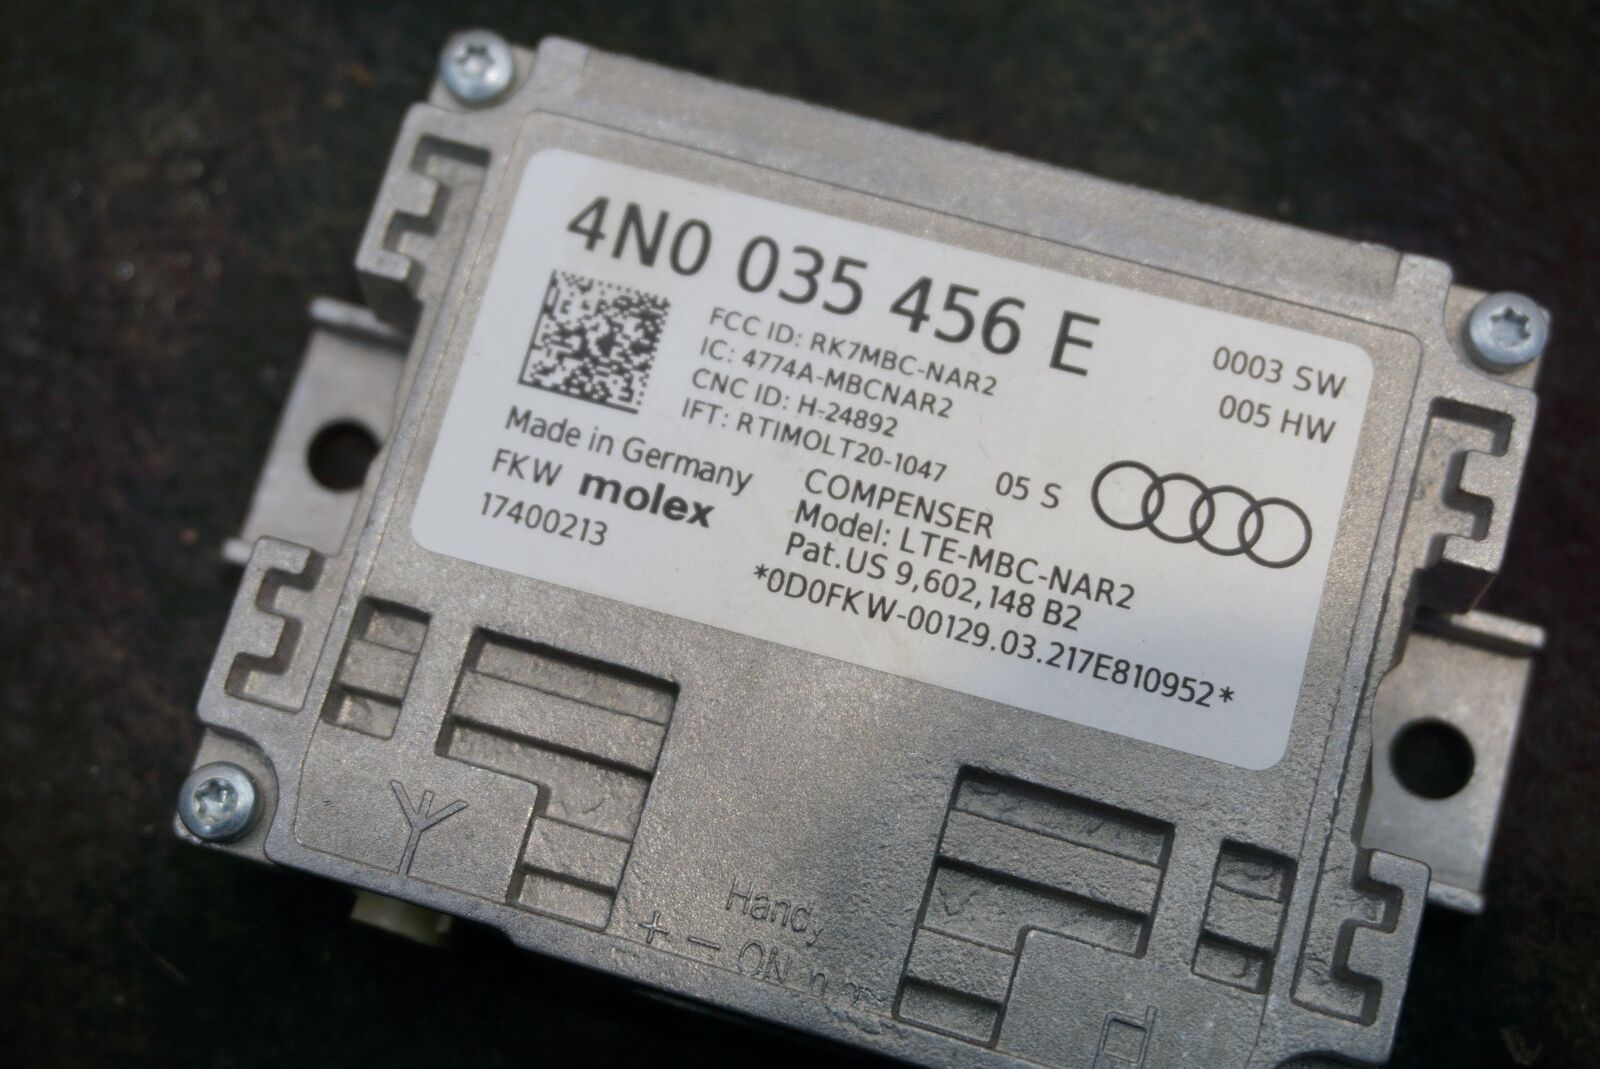 4N0 035 456 E
FCC ID: RK7MBC-NAR2
IC: 4774A-MBCNAR2
CNC ID: H-24892
IFT: RTIMOLT20-1047
0003 SW
005 HW
05 S
Made in Germany
FKW molex
17400213
COMPENSER
Model: LTE-MBC-NAR2
Pat.US 9,602,148 B2
*0D0FKW-00129.03.217E810952*
Handy
+ – ON